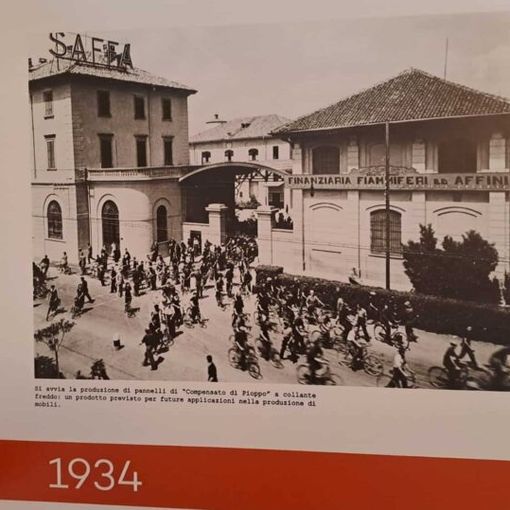 SAFFA
FINANZIARIA FIAMMIFERI ED AFFINI
Si avvia la produzione di pannelli di "Compensato di Pioppo" a collante
freddo: un prodotto previsto per future applicazioni nella produzione di
mobili.
1934